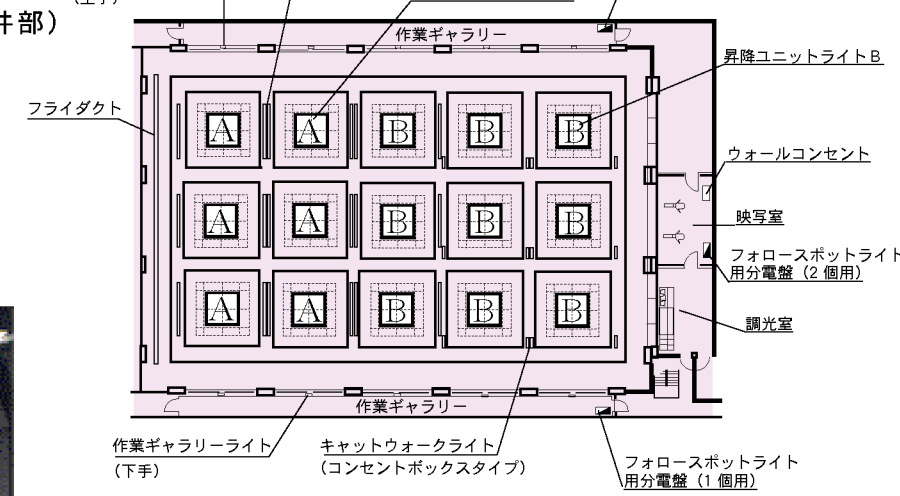 井部)
作業ギャラリー
昇降ユニットライトB
フライダクト
A A B B B
ウォールコンセント
A A B B B
映写室
フォロースポットライト
用分電盤(2個用)
A A B B B
調光室
作業ギャラリー
作業ギャラリーライト
(下手)
キャットウォークライト
(コンセントボックスタイプ)
フォロースポットライト
用分電盤(1個用)